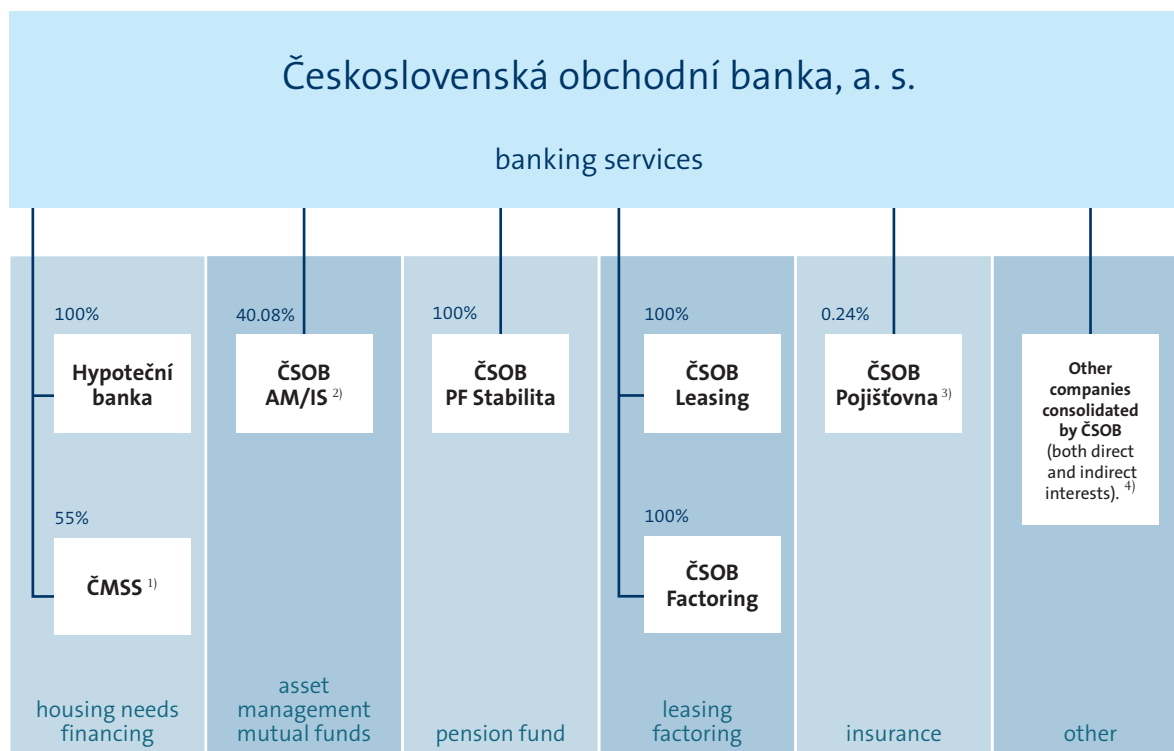 Československá obchodní banka, a. s.
banking services
100%
Hypoteční
banka
55%
ČMSS 1)
housing needs
financing
40.08%
ČSOB
AM/IS 2)
asset
management
mutual funds
100%
ČSOB
PF Stabilita
pension fund
100%
ČSOB
Leasing
100%
ČSOB
Factoring
leasing
factoring
0.24%
ČSOB
Pojišťovna 3)
insurance
Other
companies
consolidated
by ČSOB
(both direct
and indirect
interests). 4)
other